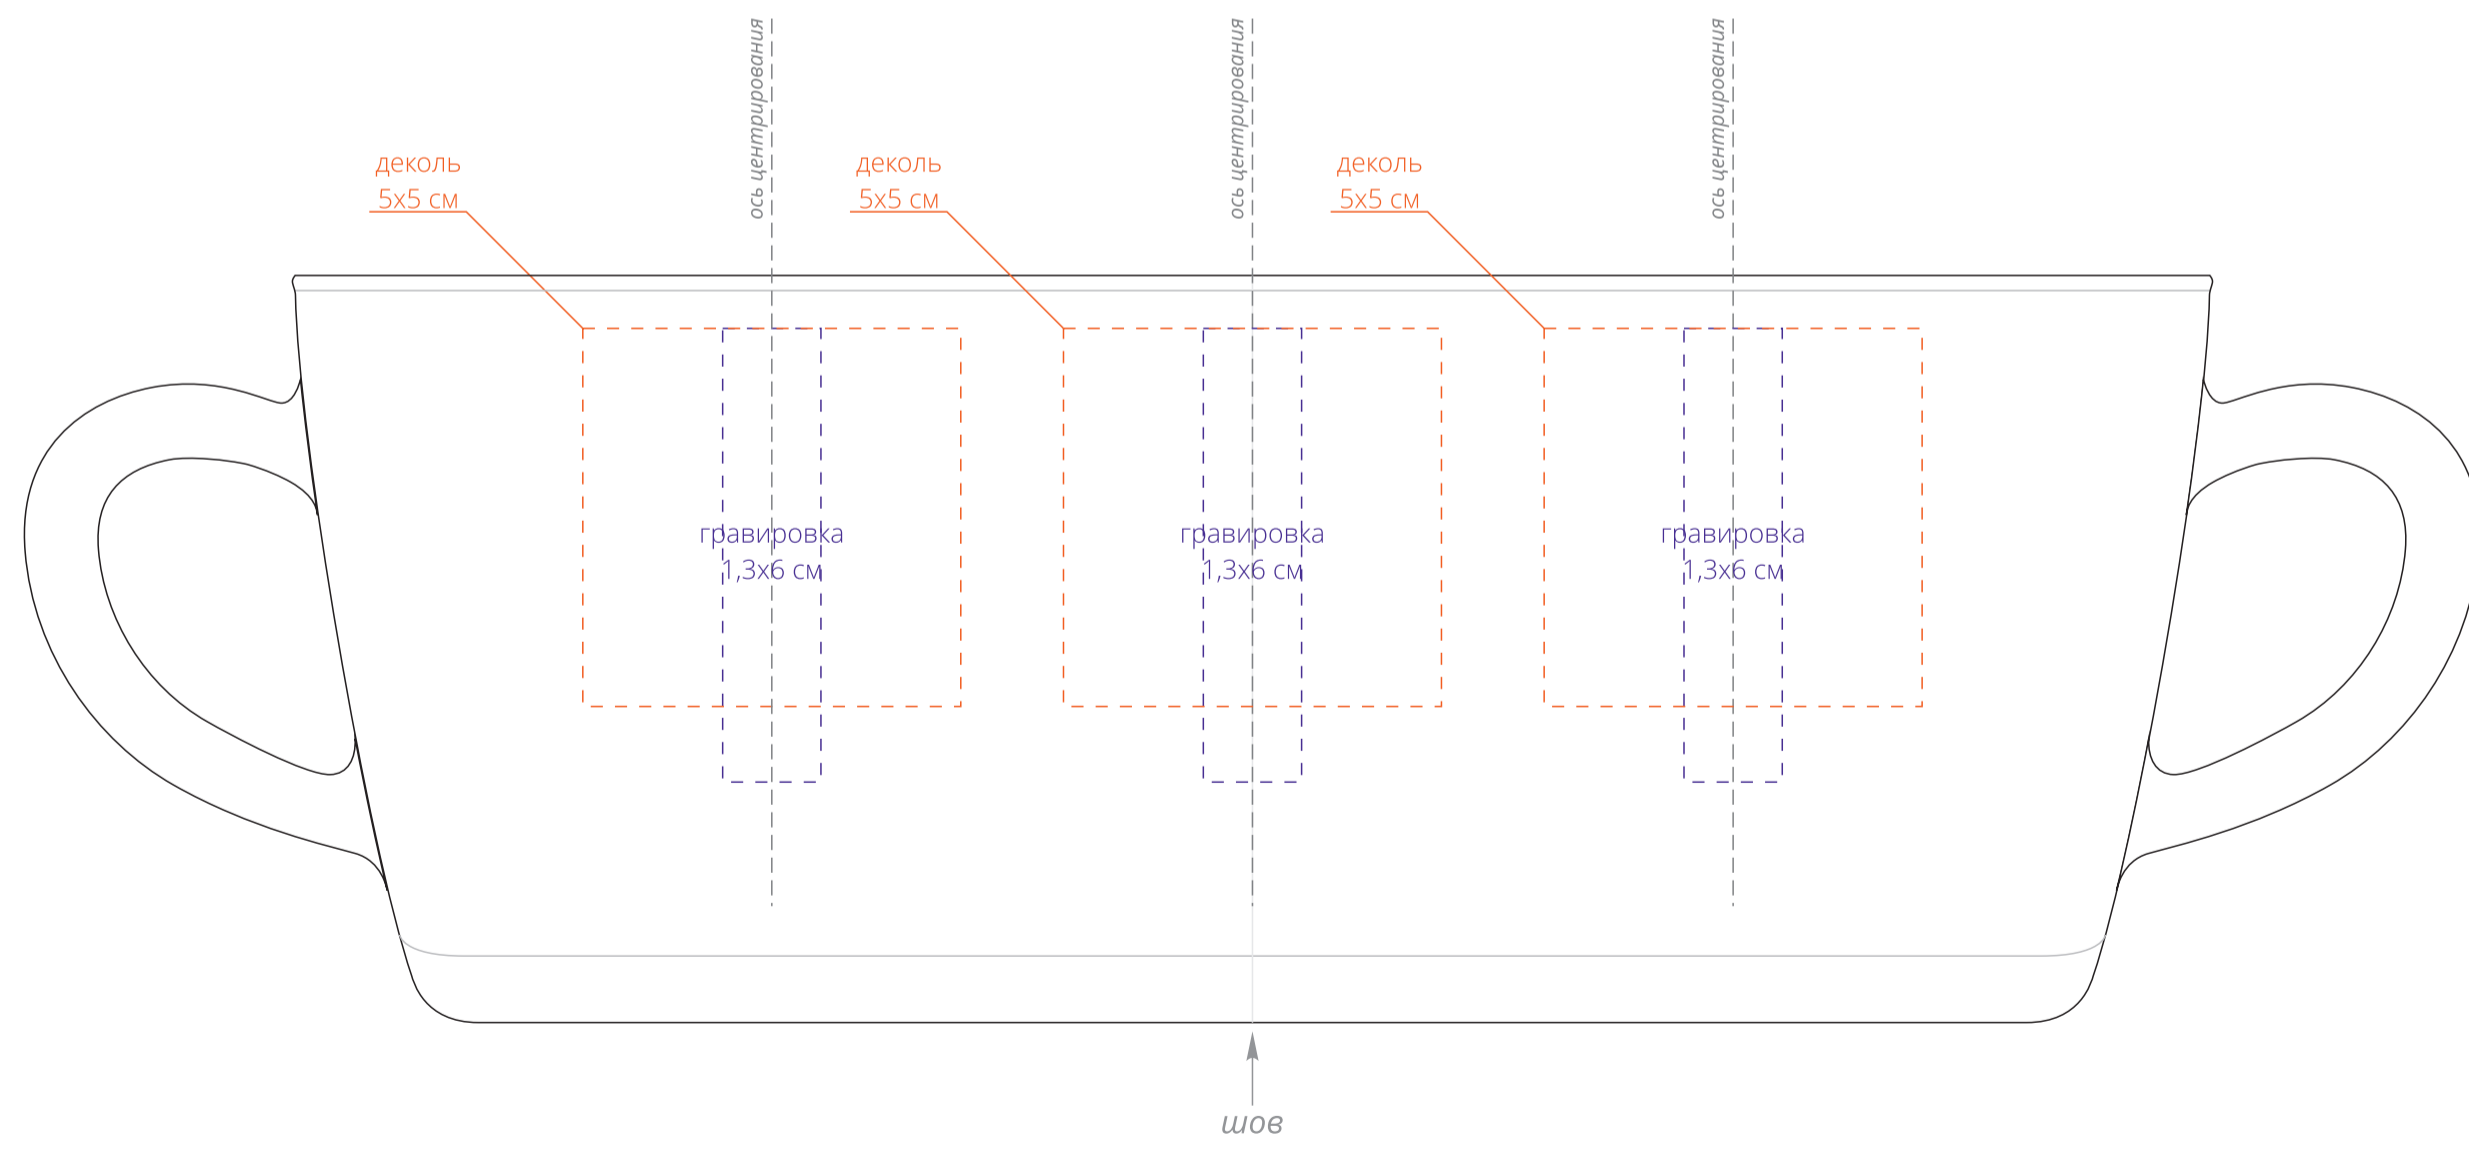 ось центрирования
ось центрирования
ось центрирования
деколь
5х5 см
деколь
5х5 см
деколь
5х5 см
гравировка
1,3х6 см
гравировка
1,3х6 см
гравировка
1,3х6 см
шов